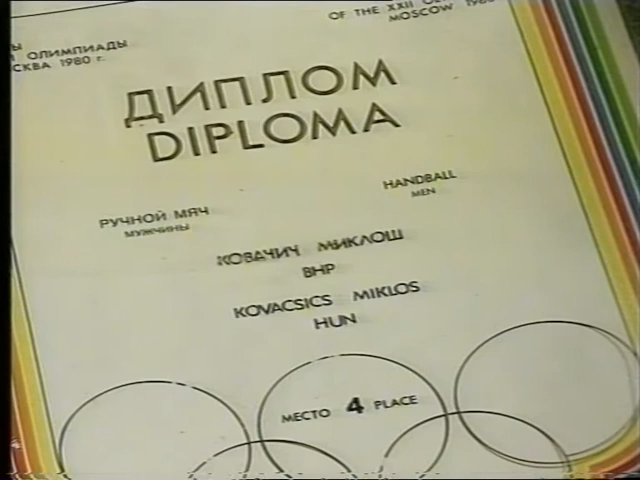 ОЛИМПИАДЫ
1980 г.
OF THE XXII
MOSCOW
ДИПЛОМ
DIPLOMA
HANDBALL
MEN
РУЧНОЙ МЯЧ
МУЖЧИНЫ
КОВАЧИЧ МИКЛОШ
ВНР
KOVACSICS MIKLOS
HUN
МЕСТО 4 PLACE